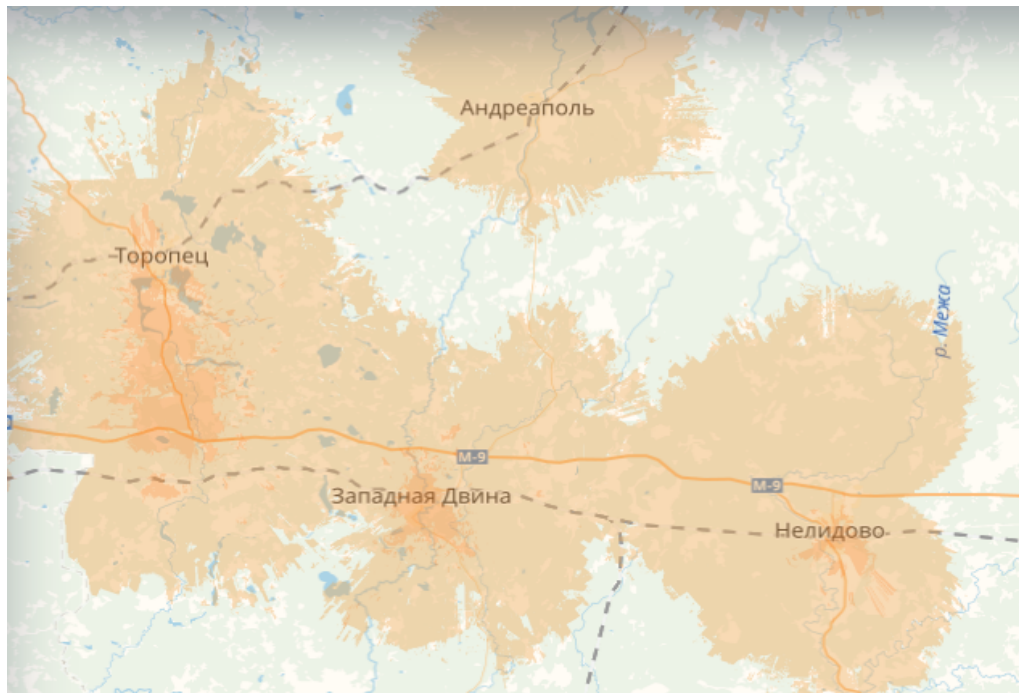 Андреаполь
Торопец
р. Межа
М-9
Западная Двина
М-9
Нелидово